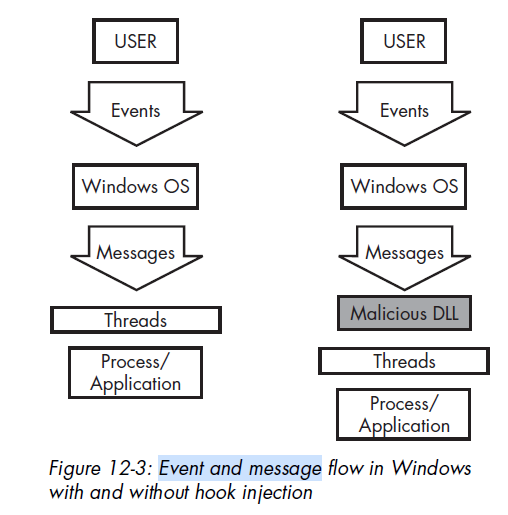 USER
Events
Windows OS
Messages
Threads
Process/
Application
USER
Events
Windows OS
Messages
Malicious DLL
Threads
Process/
Application
Figure 12-3: Event and message flow in Windows
with and without hook injection